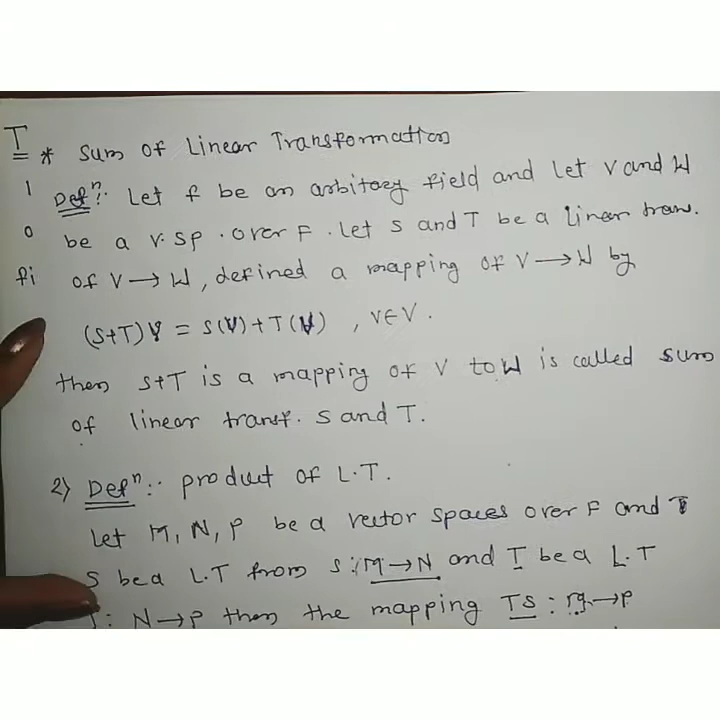 T * Sum of Linear Transformation
1 Defⁿ:. Let f be an arbitory field and let V and W
0 be a v.sp. over F. Let S and T be a linear tran.
fi of V → W, defined a mapping of V → W by
(S+T)V = S(V)+T(V) , V∈V.
then S+T is a mapping of V to W is called sum
of linear transf. S and T.
2) Defⁿ:. product of L.T.
Let M, N, P be a vector spaces over F and
S be a L.T from S: M→N and T be a L.T
: N→P then the mapping TS : →P